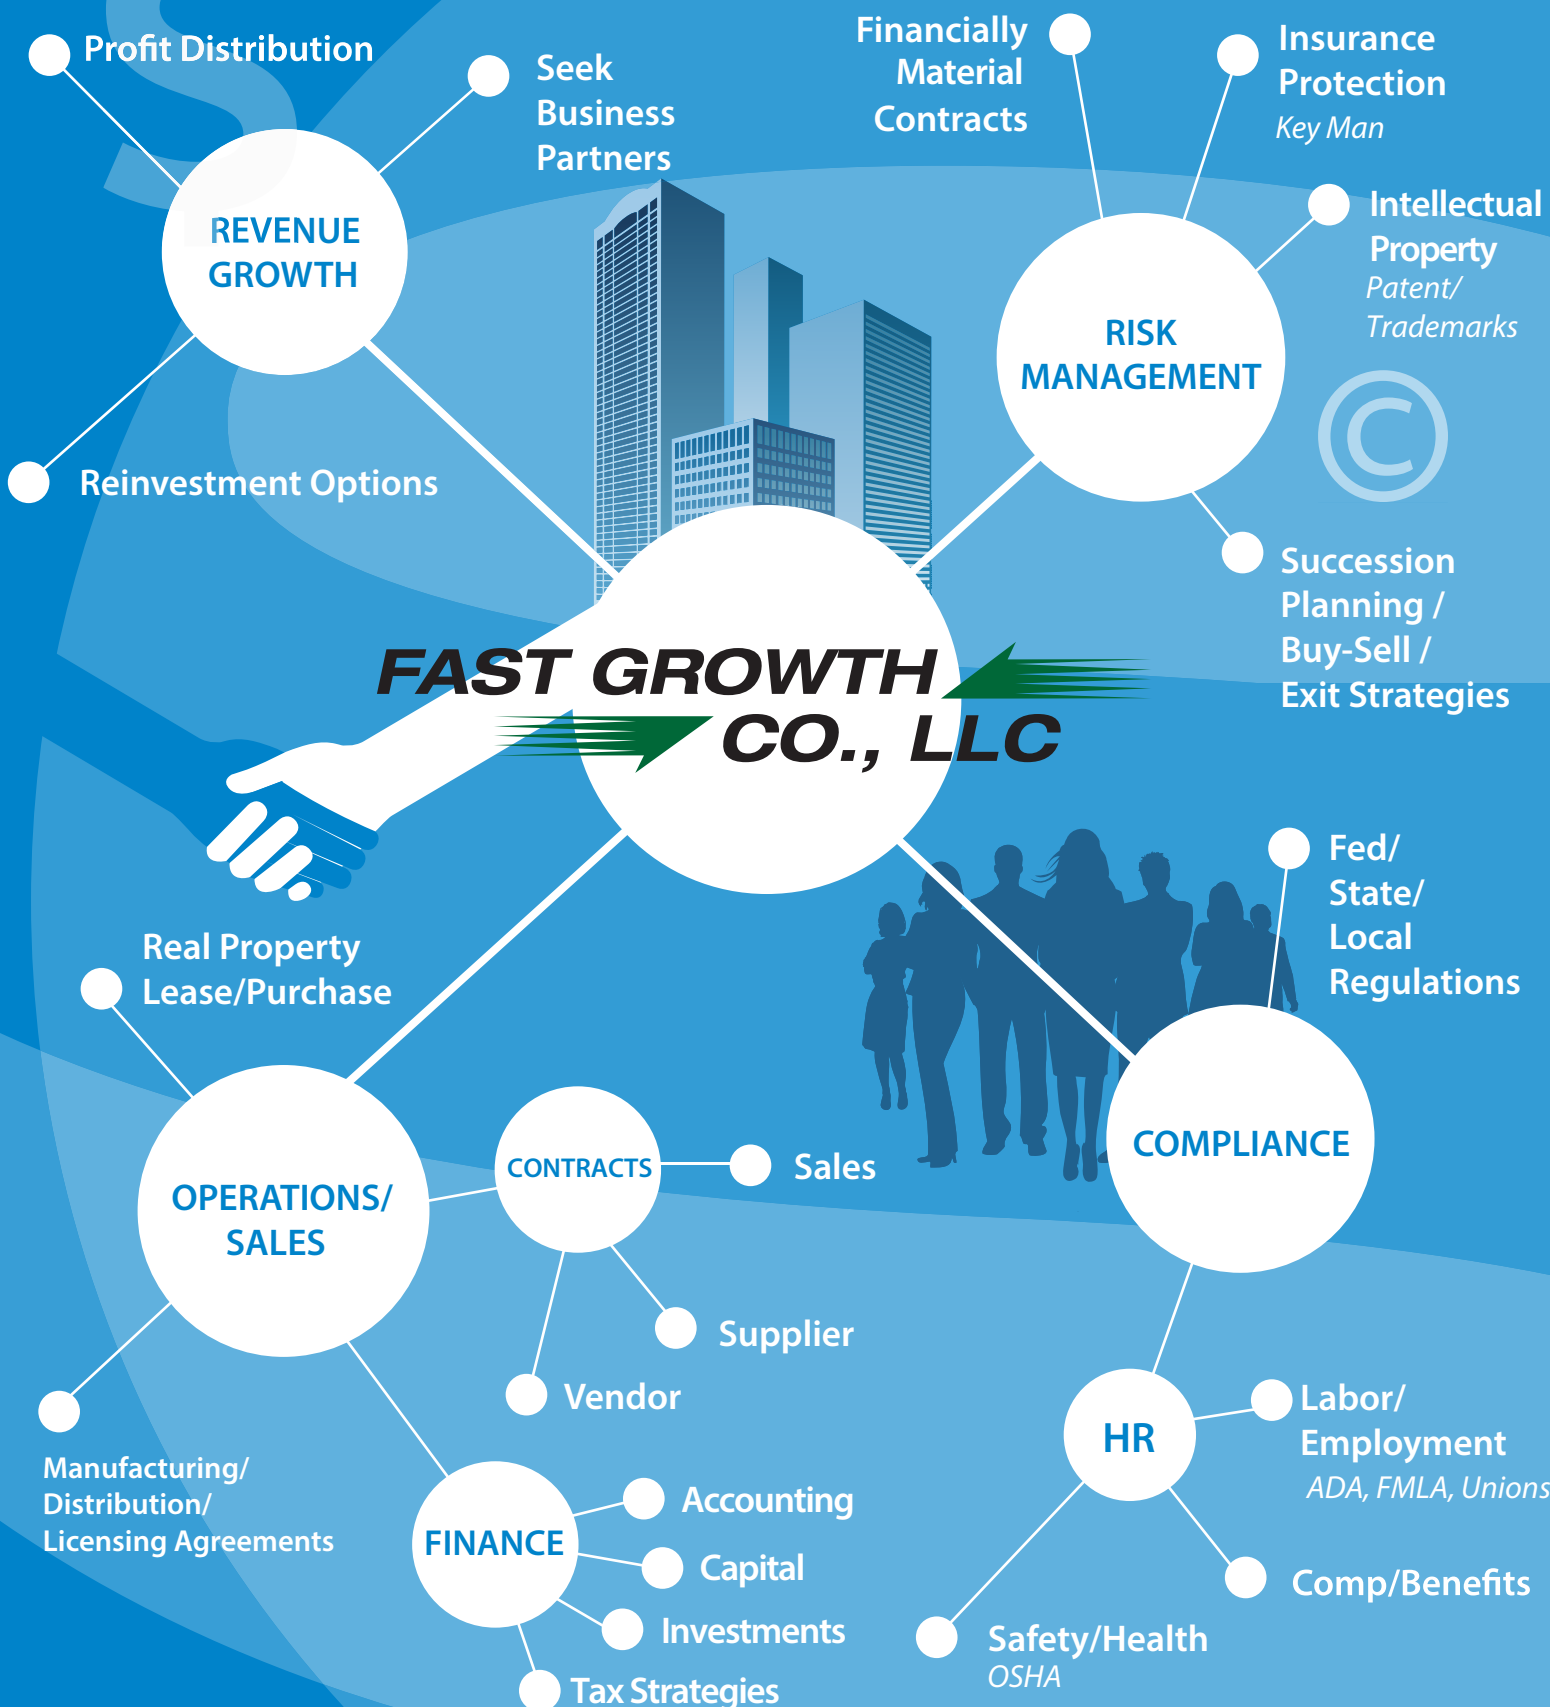 Profit Distribution
Seek
Business
Partners
REVENUE
GROWTH
Reinvestment Options
Financially
Material
Contracts
Insurance
Protection
Key Man
Intellectual
Property
Patent/
Trademarks
©
RISK
MANAGEMENT
Succession
Planning /
Buy-Sell /
Exit Strategies
FAST GROWTH
CO., LLC
Real Property
Lease/Purchase
OPERATIONS/
SALES
CONTRACTS
Sales
Supplier
Vendor
Manufacturing/
Distribution/
Licensing Agreements
FINANCE
Accounting
Capital
Investments
Tax Strategies
Fed/
State/
Local
Regulations
COMPLIANCE
HR
Labor/
Employment
ADA, FMLA, Unions
Comp/Benefits
Safety/Health
OSHA